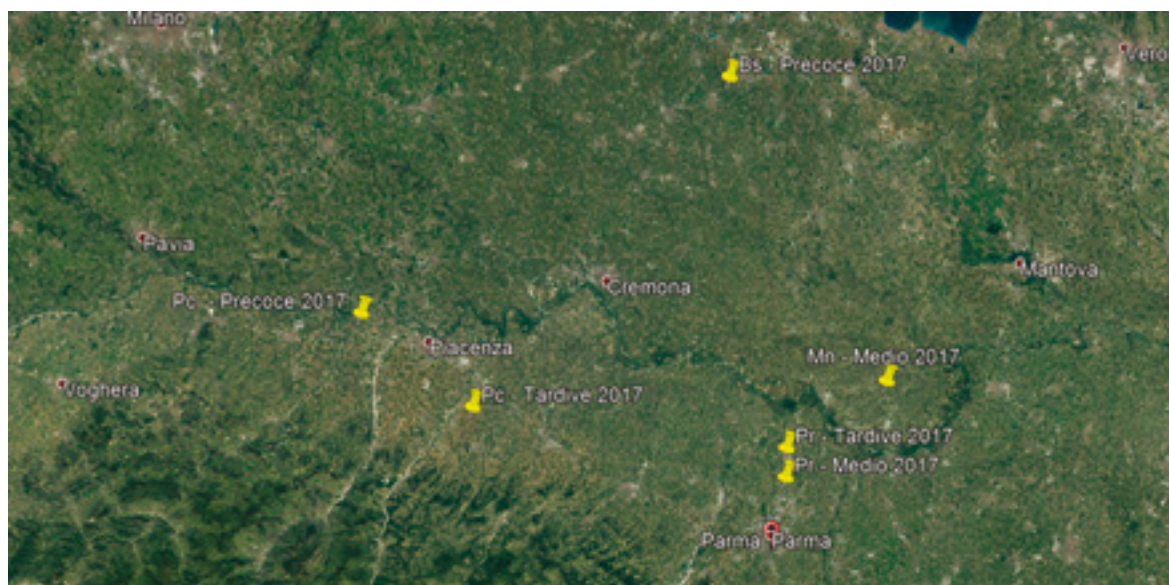 Milano
Vero
Bs - Precoce 2017
Pavia
Mantova
Cremona
Pc - Precoce 2017
Piacenza
Mn - Medio 2017
Voghera
Pc - Tardive 2017
Pr - Tardive 2017
Pr - Medio 2017
Parma Parma